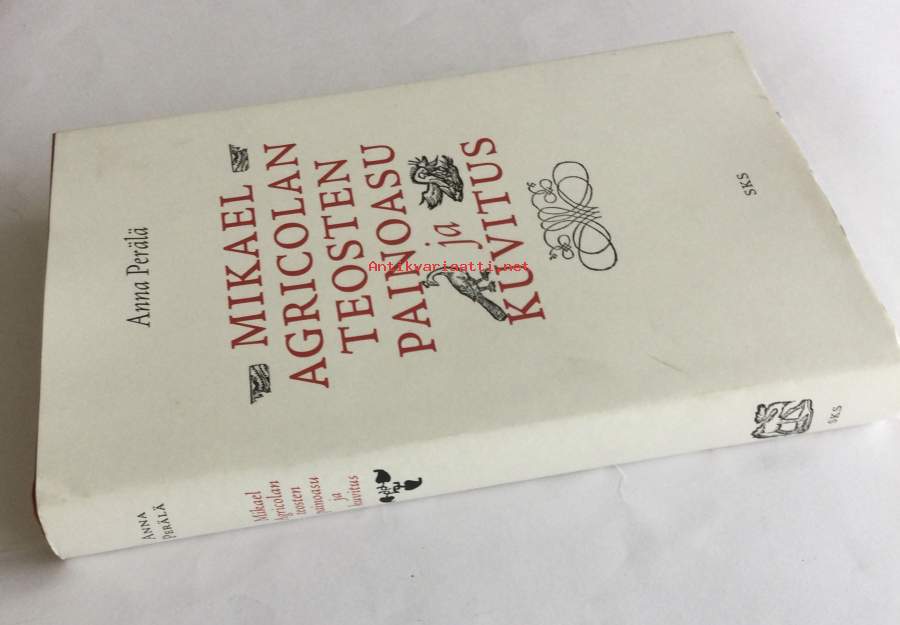 Anna Perälä
MIKAEL
AGRICOLAN
TEOSTEN
PAINOASU
ja
KUVITUS
SKS
Antikvariaatti.net
ANNA
PERÄLÄ
Mikael
Agricolan
teosten
painoasu
ja
kuvitus
SKS